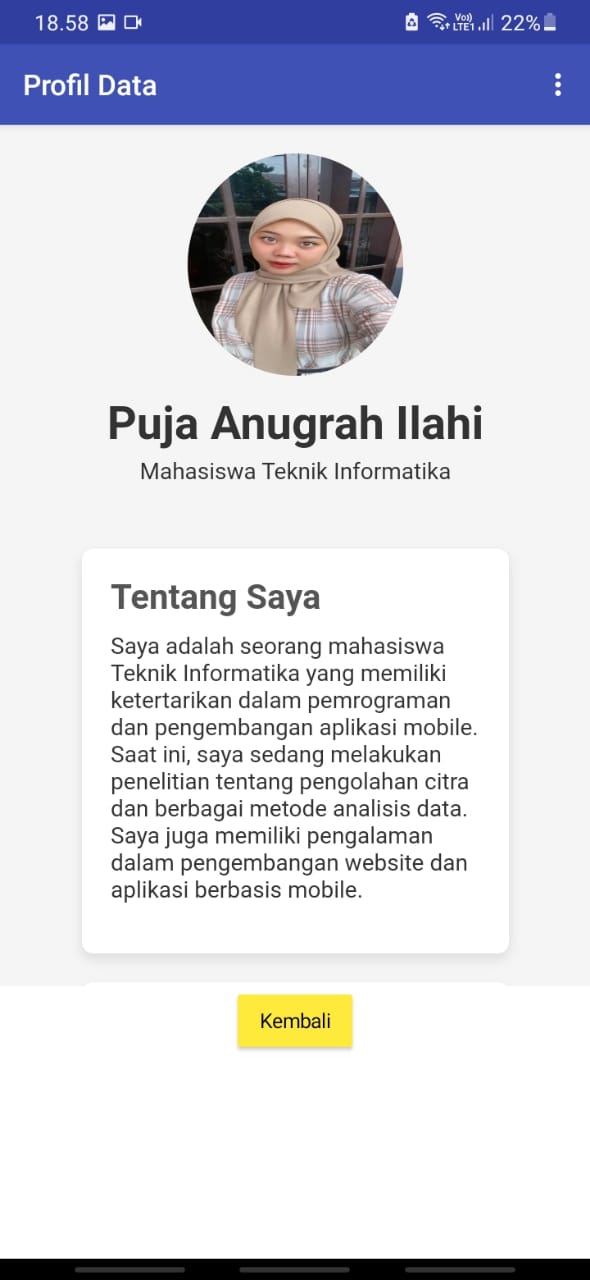 18.58 Vo)) LTE1 22%
Profil Data
Puja Anugrah Ilahi
Mahasiswa Teknik Informatika
Tentang Saya
Saya adalah seorang mahasiswa
Teknik Informatika yang memiliki
ketertarikan dalam pemrograman
dan pengembangan aplikasi mobile.
Saat ini, saya sedang melakukan
penelitian tentang pengolahan citra
dan berbagai metode analisis data.
Saya juga memiliki pengalaman
dalam pengembangan website dan
aplikasi berbasis mobile.
Kembali